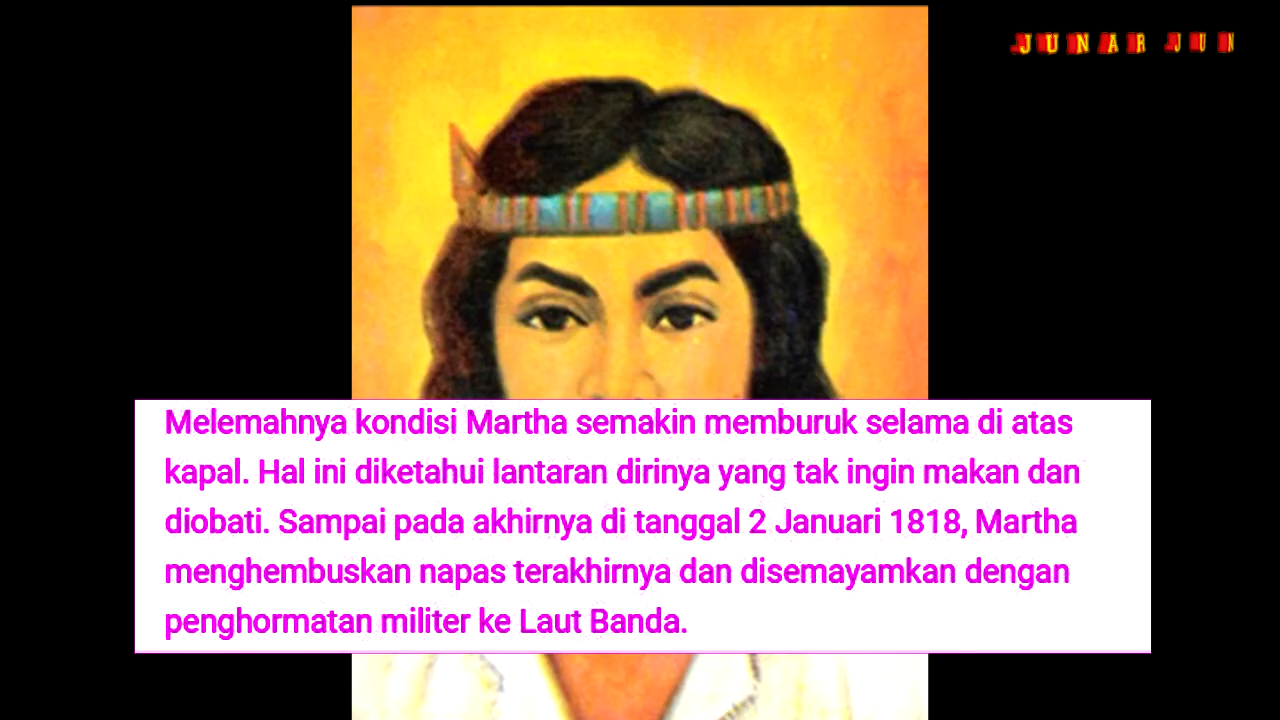 JUNAR JUN
Melemahnya kondisi Martha semakin memburuk selama di atas
kapal. Hal ini diketahui lantaran dirinya yang tak ingin makan dan
diobati. Sampai pada akhirnya di tanggal 2 Januari 1818, Martha
menghembuskan napas terakhirnya dan disemayamkan dengan
penghormatan militer ke Laut Banda.